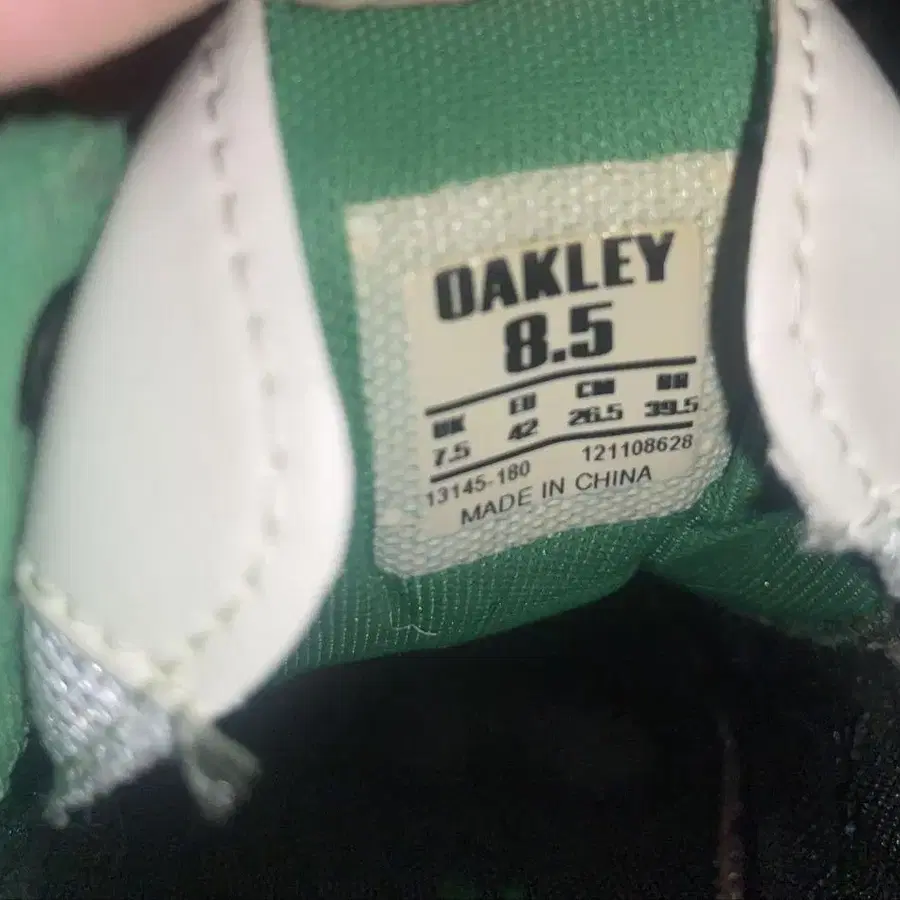 OAKLEY
8.5
UK EU CM BR
7.5 42 26.5 39.5
13145-180 121108628
MADE IN CHINA